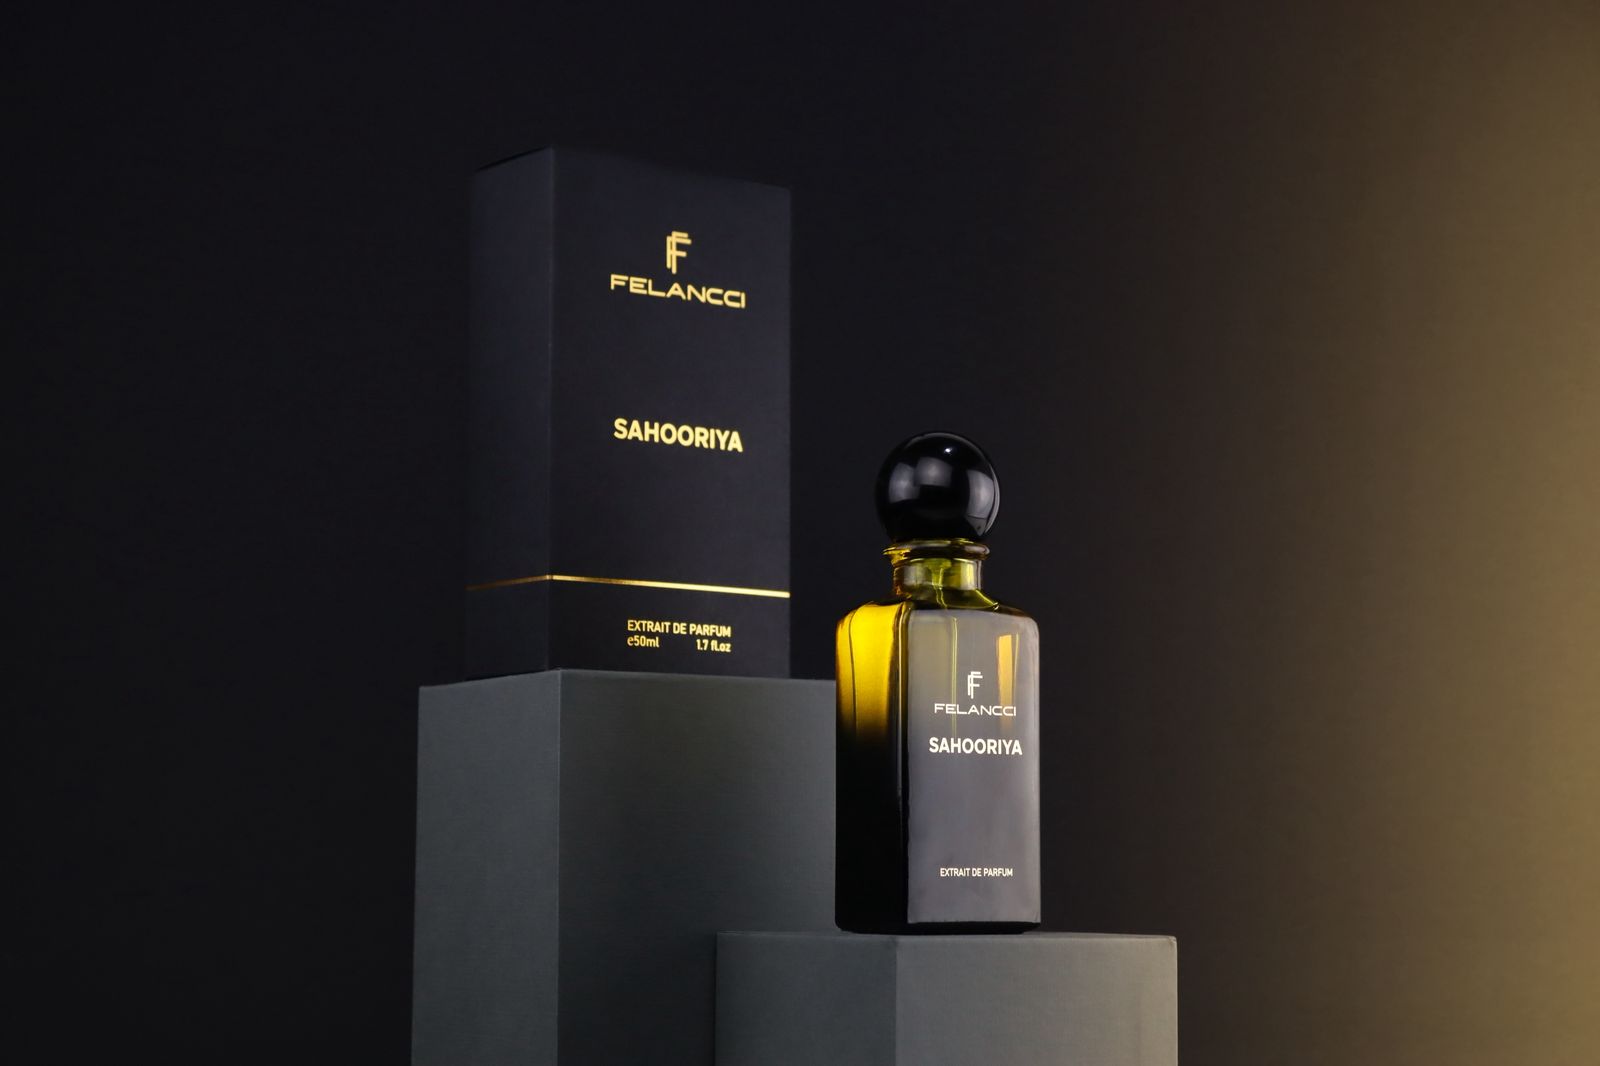 FELANCCI
SAHOORIYA
EXTRAIT DE PARFUM
e50ml 1.7 fl.oz
FELANCCI
SAHOORIYA
EXTRAIT DE PARFUM